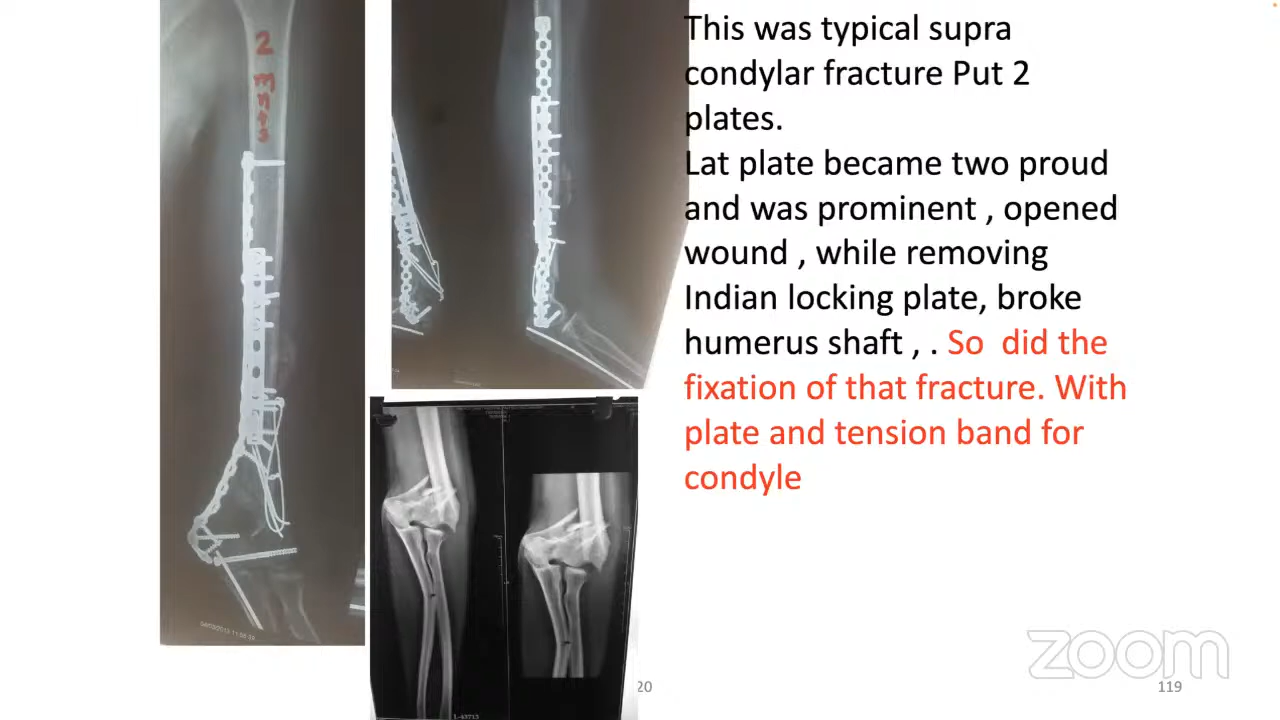 This was typical supra
condylar fracture Put 2
plates.
Lat plate became two proud
and was prominent , opened
wound , while removing
Indian locking plate, broke
humerus shaft , . So did the
fixation of that fracture. With
plate and tension band for
condyle
2
mnts
L-43713
20
119
zoom